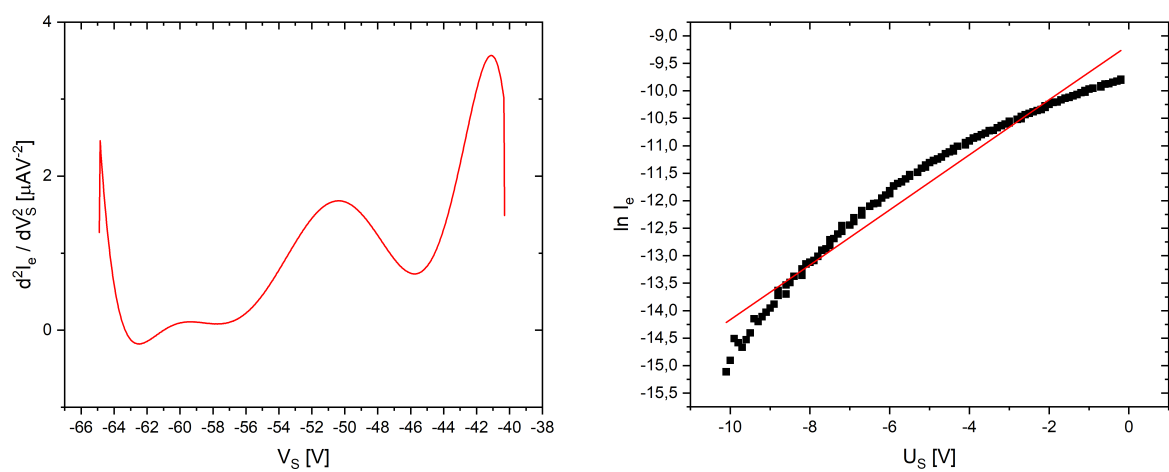 d²Iₑ / dV²ₛ [µAV⁻²]
4
2
0
-66 -64 -62 -60 -58 -56 -54 -52 -50 -48 -46 -44 -42 -40 -38
Vₛ [V]
ln Iₑ
-9,0
-9,5
-10,0
-10,5
-11,0
-11,5
-12,0
-12,5
-13,0
-13,5
-14,0
-14,5
-15,0
-15,5
-10 -8 -6 -4 -2 0
Uₛ [V]